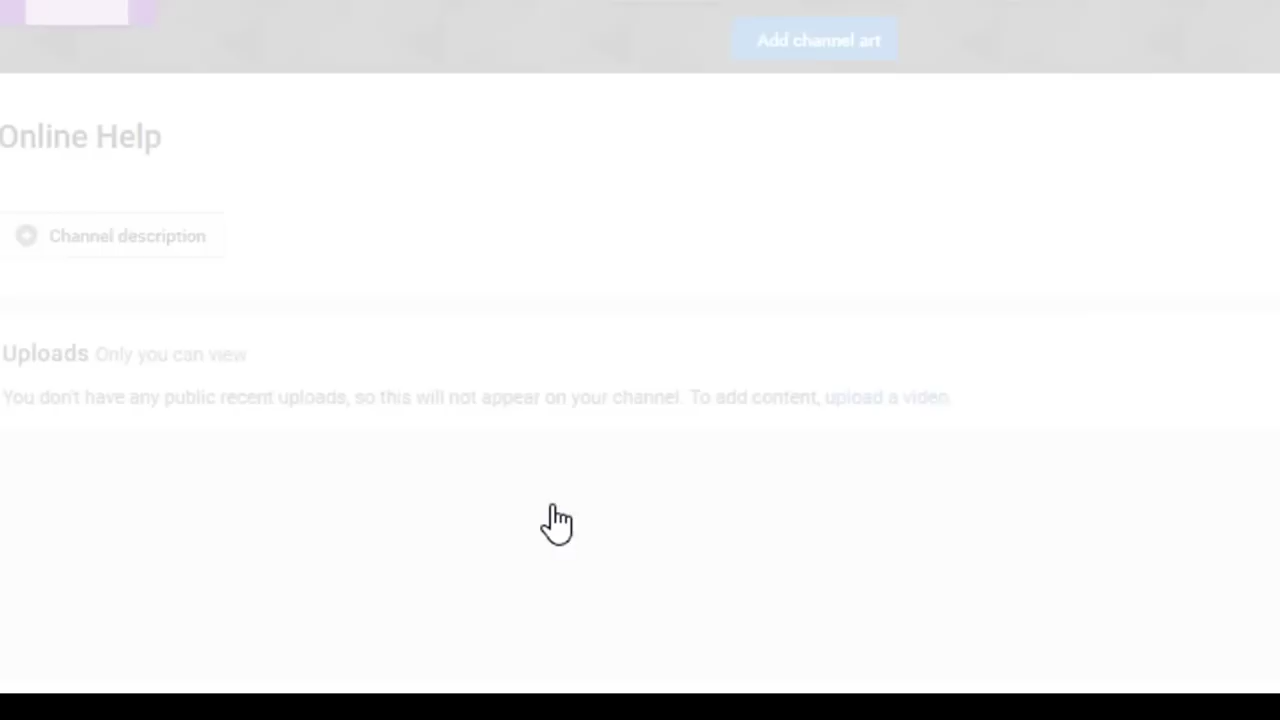 Add channel art
Online Help
Channel description
Uploads Only you can view
You don't have any public recent uploads, so this will not appear on your channel. To add content, upload a video.